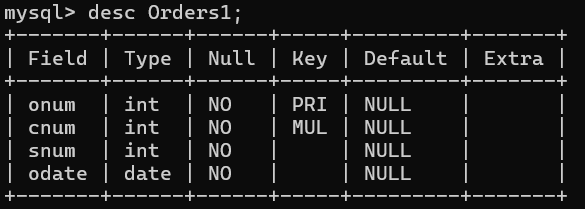 mysql> desc Orders1;
+--------+------+------+-----+---------+-------+
| Field | Type | Null | Key | Default | Extra |
+--------+------+------+-----+---------+-------+
| onum | int | NO | PRI | NULL | |
| cnum | int | NO | MUL | NULL | |
| snum | int | NO | | NULL | |
| odate | date | NO | | NULL | |
+--------+------+------+-----+---------+-------+